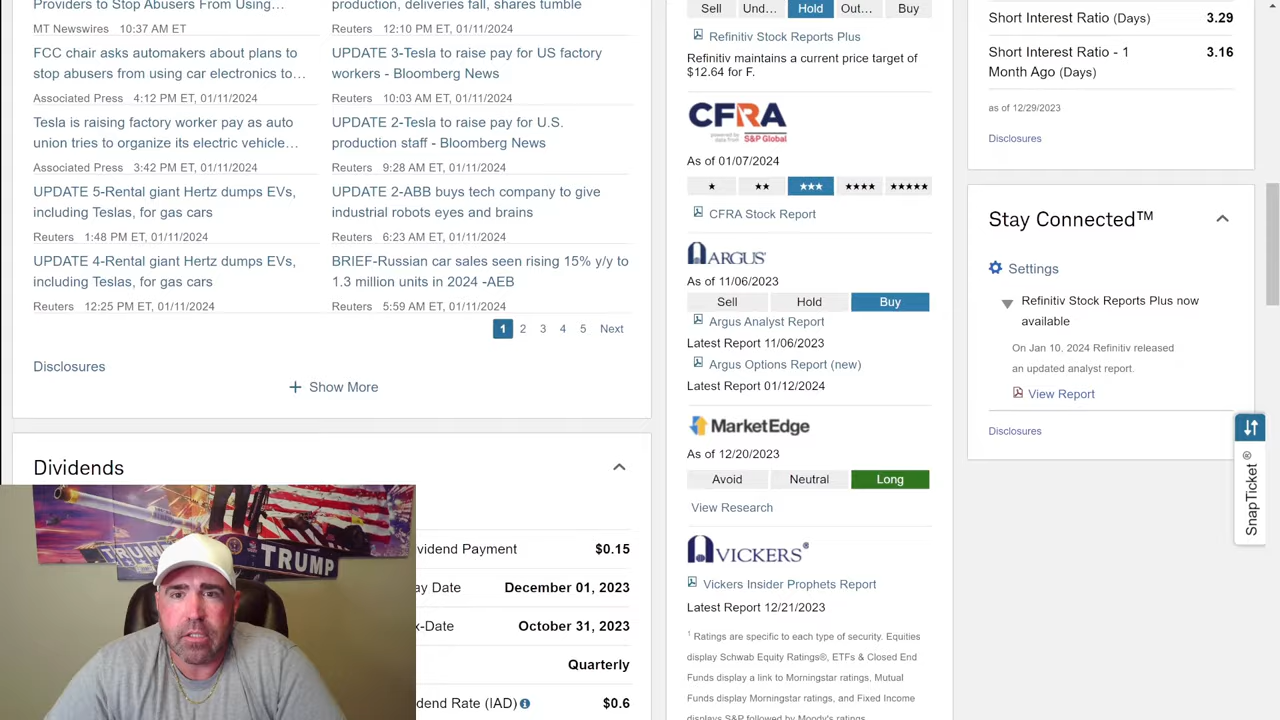 Providers to Stop Abusers From Using…
MT Newswires 10:37 AM ET
FCC chair asks automakers about plans to
stop abusers from using car electronics to…
Associated Press 4:12 PM ET, 01/11/2024
Tesla is raising factory worker pay as auto
union tries to organize its electric vehicle…
Associated Press 3:42 PM ET, 01/11/2024
UPDATE 5-Rental giant Hertz dumps EVs,
including Teslas, for gas cars
Reuters 1:48 PM ET, 01/11/2024
UPDATE 4-Rental giant Hertz dumps EVs,
including Teslas, for gas cars
Reuters 12:25 PM ET, 01/11/2024
production, deliveries fall, shares tumble
Reuters 12:10 PM ET, 01/11/2024
UPDATE 3-Tesla to raise pay for US factory
workers - Bloomberg News
Reuters 10:03 AM ET, 01/11/2024
UPDATE 2-Tesla to raise pay for U.S.
production staff - Bloomberg News
Reuters 9:28 AM ET, 01/11/2024
UPDATE 2-ABB buys tech company to give
industrial robots eyes and brains
Reuters 6:23 AM ET, 01/11/2024
BRIEF-Russian car sales seen rising 15% y/y to
1.3 million units in 2024 -AEB
Reuters 5:59 AM ET, 01/11/2024
1 2 3 4 5 Next
Disclosures
+ Show More
Dividends
vidend Payment $0.15
ay Date December 01, 2023
x-Date October 31, 2023
Quarterly
dend Rate (IAD) $0.6
TRUMP
TRUMP
Sell Und… Hold Out… Buy
Refinitiv Stock Reports Plus
Refinitiv maintains a current price target of
$12.64 for F.
CFRA
powered by
data from S&P Global
As of 01/07/2024
★ ★★ ★★★ ★★★★ ★★★★★
CFRA Stock Report
ARGUS
As of 11/06/2023
Sell Hold Buy
Argus Analyst Report
Latest Report 11/06/2023
Argus Options Report (new)
Latest Report 01/12/2024
MarketEdge
As of 12/20/2023
Avoid Neutral Long
View Research
VICKERS®
Vickers Insider Prophets Report
Latest Report 12/21/2023
1 Ratings are specific to each type of security. Equities
display Schwab Equity Ratings®, ETFs & Closed End
Funds display a link to Morningstar ratings, Mutual
Funds display Morningstar ratings, and Fixed Income
displays S&P followed by Moody's ratings.
Short Interest Ratio (Days) 3.29
Short Interest Ratio - 1
Month Ago (Days) 3.16
as of 12/29/2023
Disclosures
Stay Connected™
Settings
Refinitiv Stock Reports Plus now
available
On Jan 10, 2024 Refinitiv released
an updated analyst report.
View Report
Disclosures
SnapTicket®